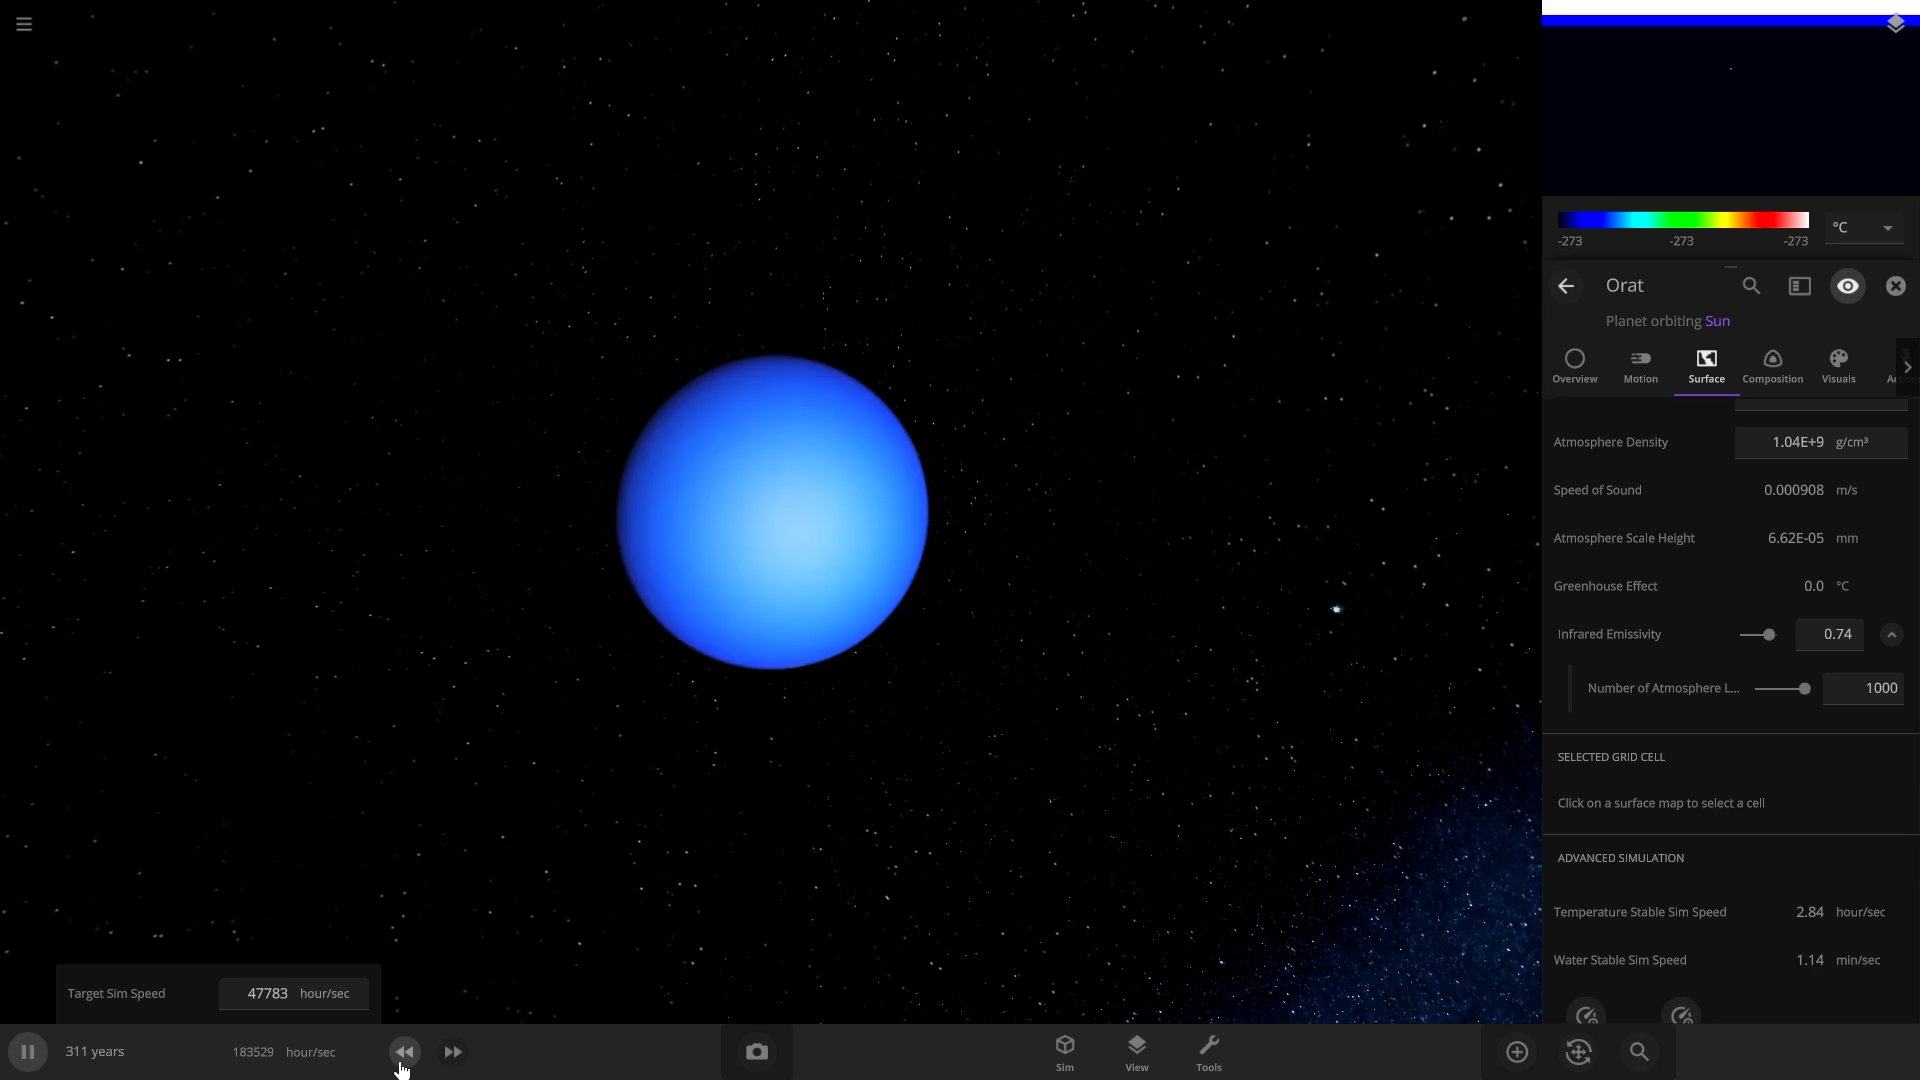 °C
-273 -273 -273
Orat
Planet orbiting Sun
Overview Motion Surface Composition Visuals
Atmosphere Density 1.04E+9 g/cm³
Speed of Sound 0.000908 m/s
Atmosphere Scale Height 6.62E-05 mm
Greenhouse Effect 0.0 °C
Infrared Emissivity 0.74
Number of Atmosphere L... 1000
SELECTED GRID CELL
Click on a surface map to select a cell
ADVANCED SIMULATION
Temperature Stable Sim Speed 2.84 hour/sec
Water Stable Sim Speed 1.14 min/sec
Target Sim Speed 47783 hour/sec
311 years 183529 hour/sec
Sim View Tools